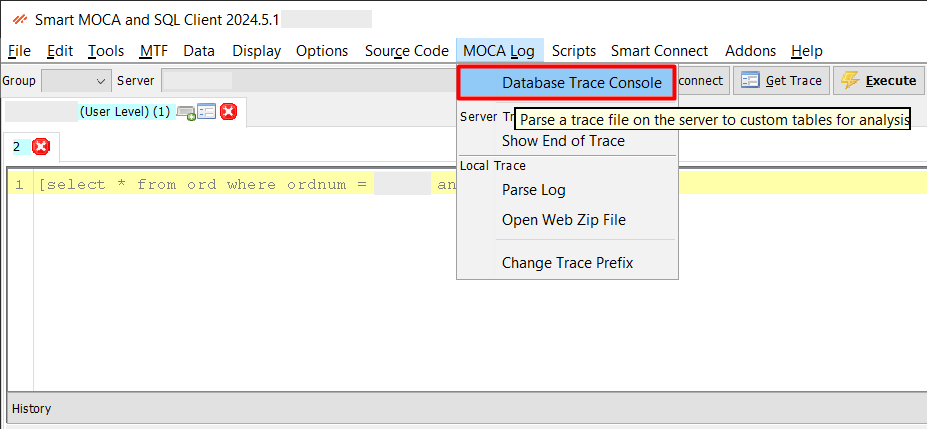 Smart MOCA and SQL Client 2024.5.1
File Edit Tools MTF Data Display Options Source Code MOCA Log Scripts Smart Connect Addons Help
Group Server connect Get Trace Execute
Database Trace Console
(User Level) (1)
Server Tr
Parse a trace file on the server to custom tables for analysis
Show End of Trace
2
Local Trace
1 [select * from ord where ordnum = an
Parse Log
Open Web Zip File
Change Trace Prefix
History